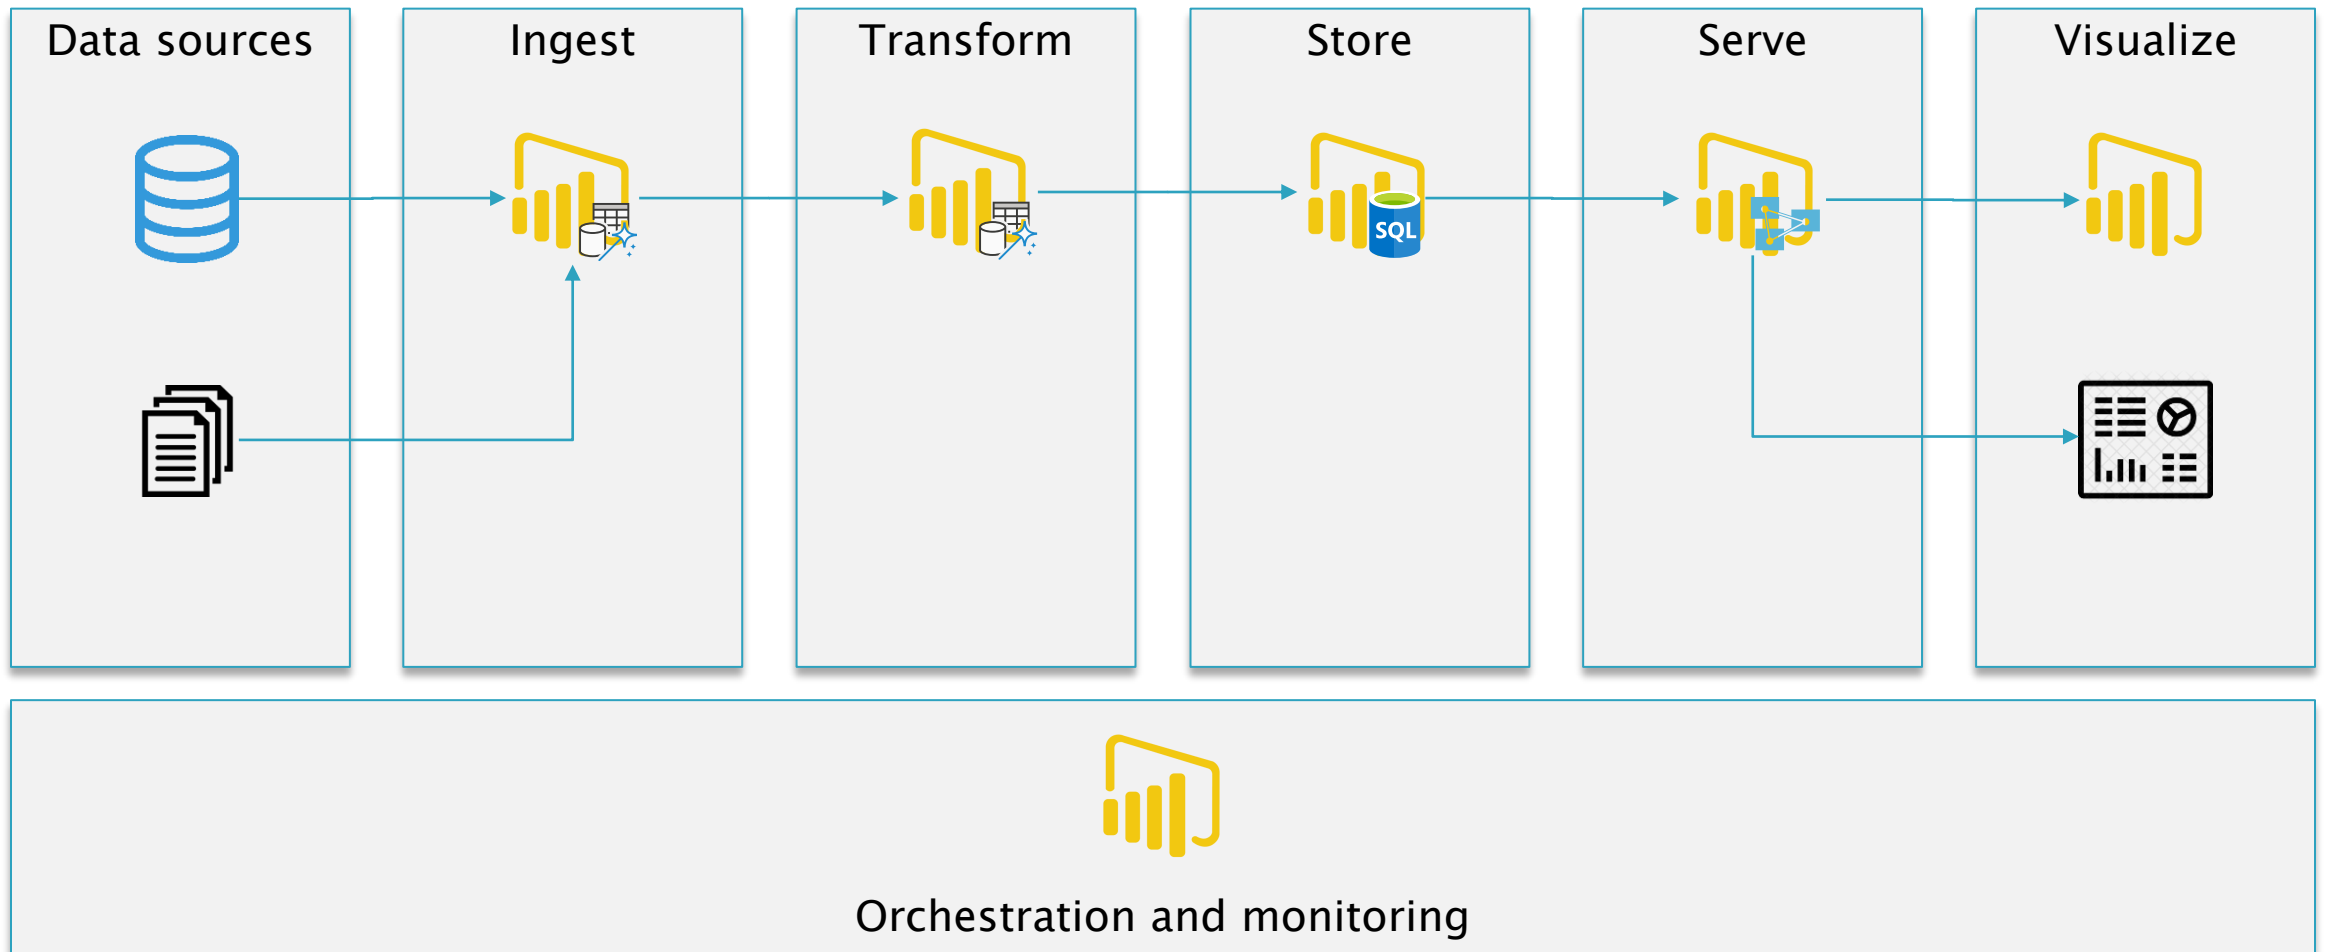 Data sources
Ingest
Transform
Store
Serve
Visualize
SQL
Orchestration and monitoring